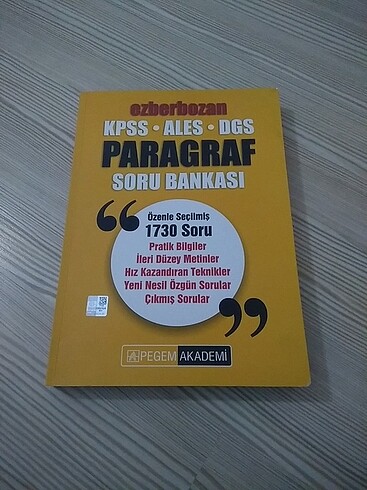 ezberbozan
KPSS • ALES • DGS
PARAGRAF
SORU BANKASI
Özenle Seçilmiş
1730 Soru
Pratik Bilgiler
İleri Düzey Metinler
Hız Kazandıran Teknikler
Yeni Nesil Özgün Sorular
Çıkmış Sorular
PEGEM AKADEMİ